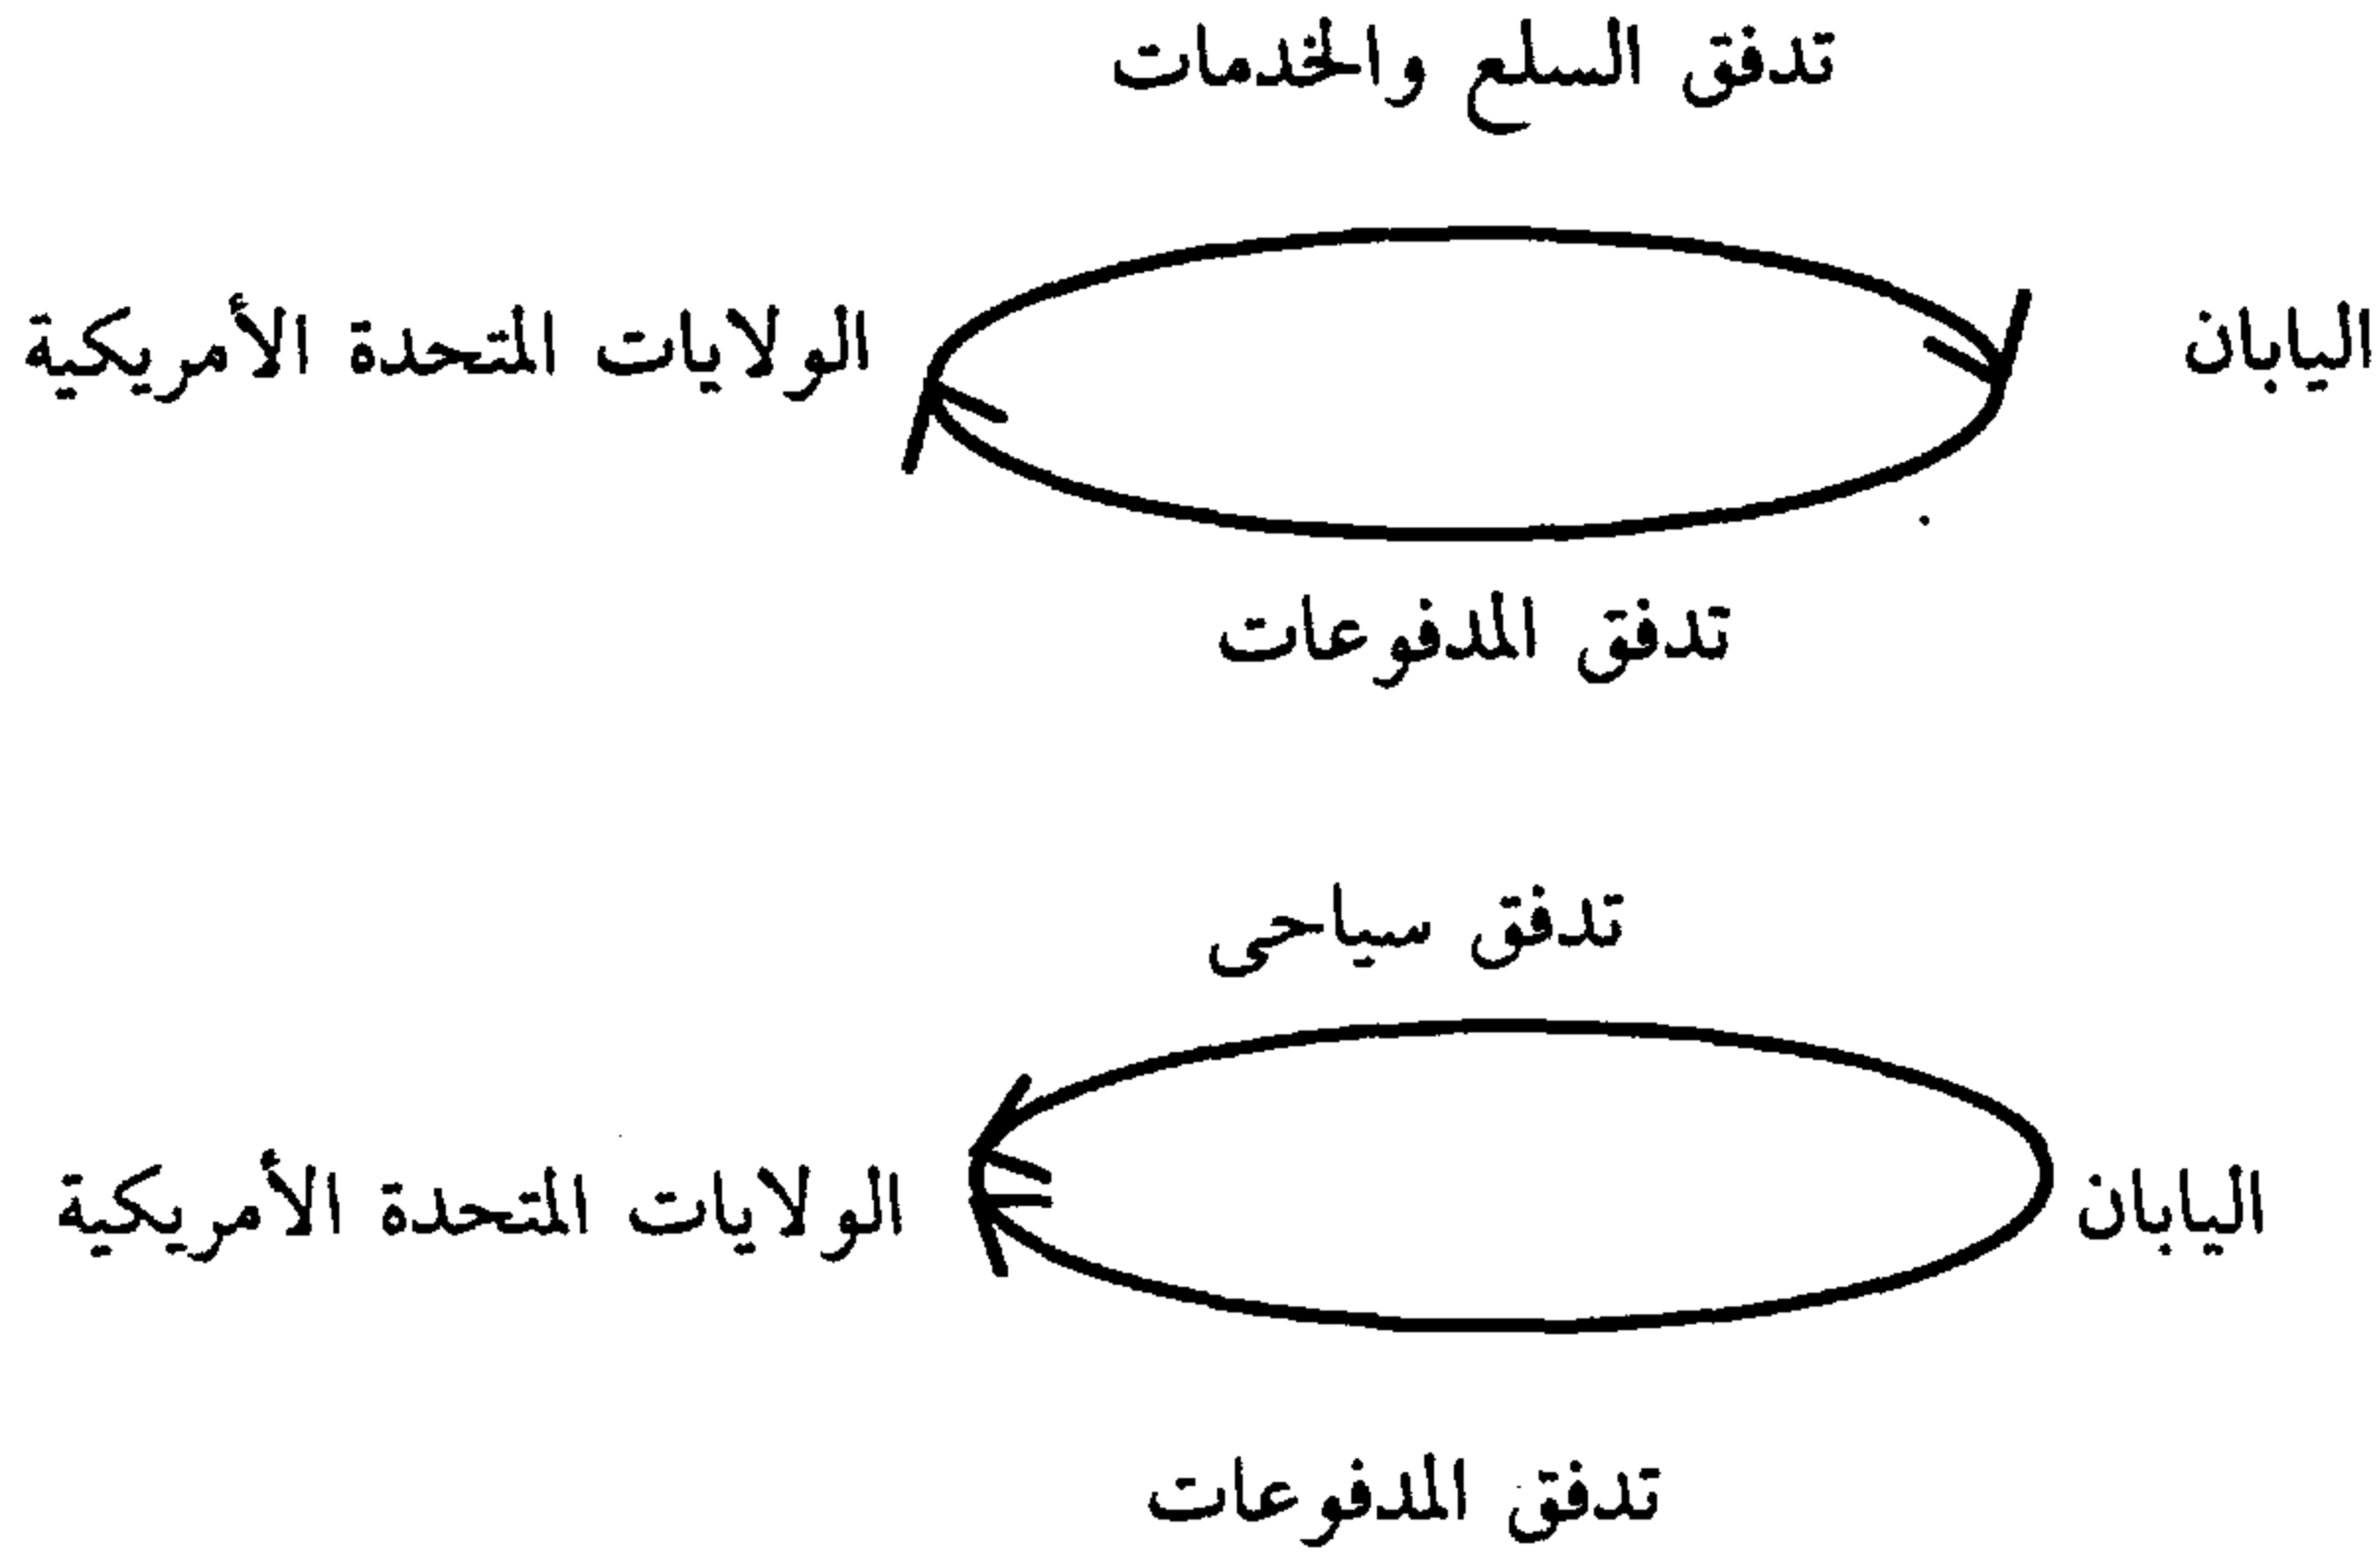 تدفق السلع والخدمات
اليابان
الولايات المتحدة الأمريكية
تدفق المدفوعات
تدفق سياحى
اليابان
الولايات المتحدة الأمريكية
تدفق المدفوعات